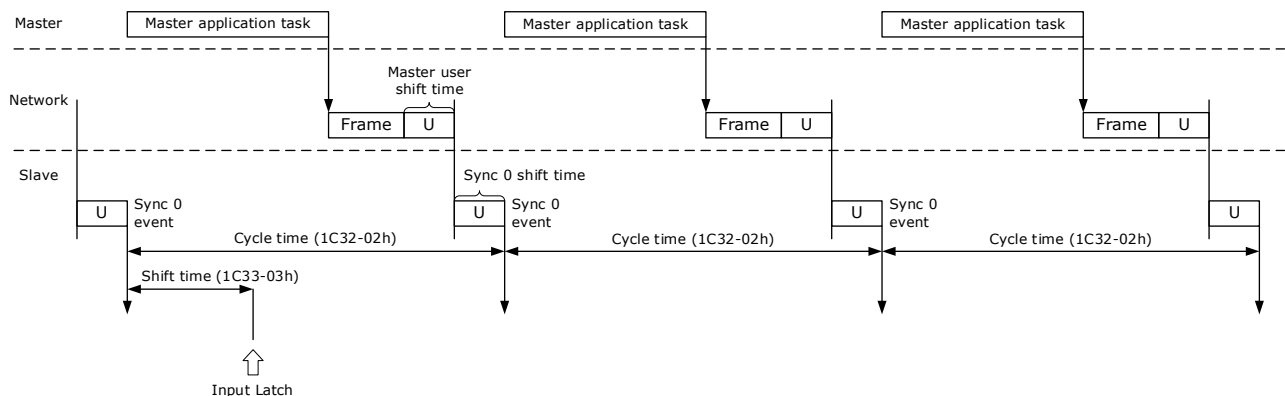 Master
Master application task
Master application task
Master application task
Master user
shift time
Network
Frame
U
Frame
U
Frame
U
Slave
Sync 0 shift time
U
Sync 0
event
U
Sync 0
event
U
Sync 0
event
U
Cycle time (1C32-02h)
Cycle time (1C32-02h)
Cycle time (1C32-02h)
Shift time (1C33-03h)
Input Latch